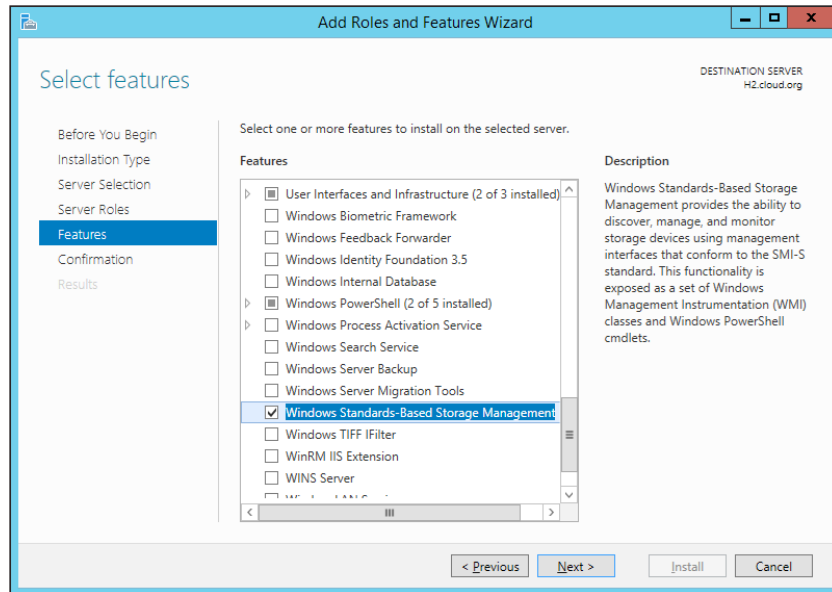 Add Roles and Features Wizard
Select features
DESTINATION SERVER
H2.cloud.org
Before You Begin
Installation Type
Server Selection
Server Roles
Features
Confirmation
Results
Select one or more features to install on the selected server.
Features
User Interfaces and Infrastructure (2 of 3 installed)
Windows Biometric Framework
Windows Feedback Forwarder
Windows Identity Foundation 3.5
Windows Internal Database
Windows PowerShell (2 of 5 installed)
Windows Process Activation Service
Windows Search Service
Windows Server Backup
Windows Server Migration Tools
Windows Standards-Based Storage Management
Windows TIFF IFilter
WinRM IIS Extension
WINS Server
Description
Windows Standards-Based Storage
Management provides the ability to
discover, manage, and monitor
storage devices using management
interfaces that conform to the SMI-S
standard. This functionality is
exposed as a set of Windows
Management Instrumentation (WMI)
classes and Windows PowerShell
cmdlets.
< Previous
Next >
Install
Cancel